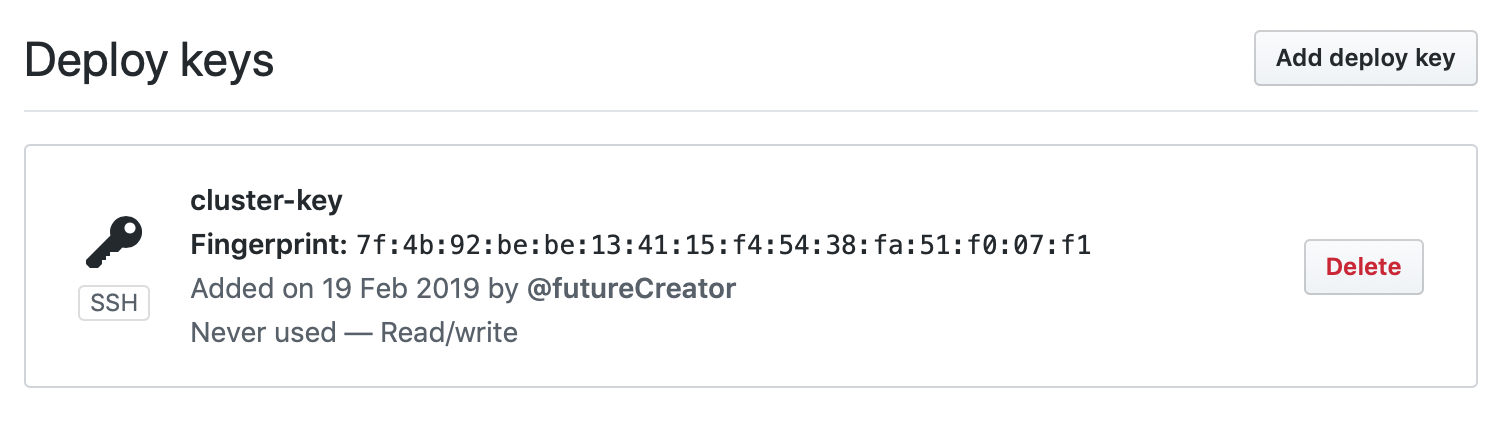 Deploy keys
Add deploy key
cluster-key
Fingerprint: 7f:4b:92:be:be:13:41:15:f4:54:38:fa:51:f0:07:f1
Added on 19 Feb 2019 by @futureCreator
Never used — Read/write
SSH
Delete